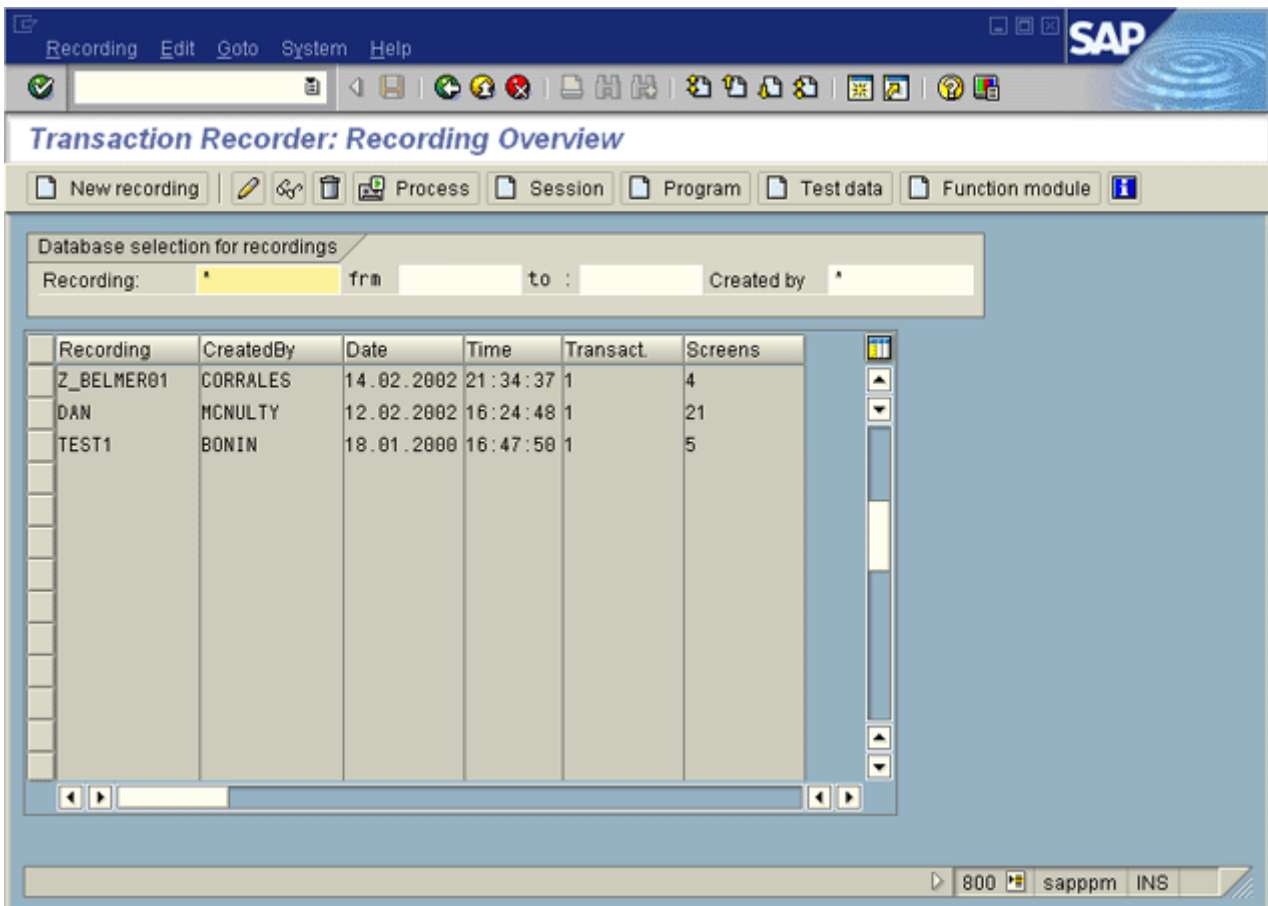 Recording Edit Goto System Help
SAP
Transaction Recorder: Recording Overview
New recording Process Session Program Test data Function module
Database selection for recordings
Recording: * frm to : Created by *
Recording CreatedBy Date Time Transact. Screens
Z_BELMER01 CORRALES 14.02.2002 21:34:37 1 4
DAN MCNULTY 12.02.2002 16:24:48 1 21
TEST1 BONIN 18.01.2000 16:47:50 1 5
800 sapppm INS